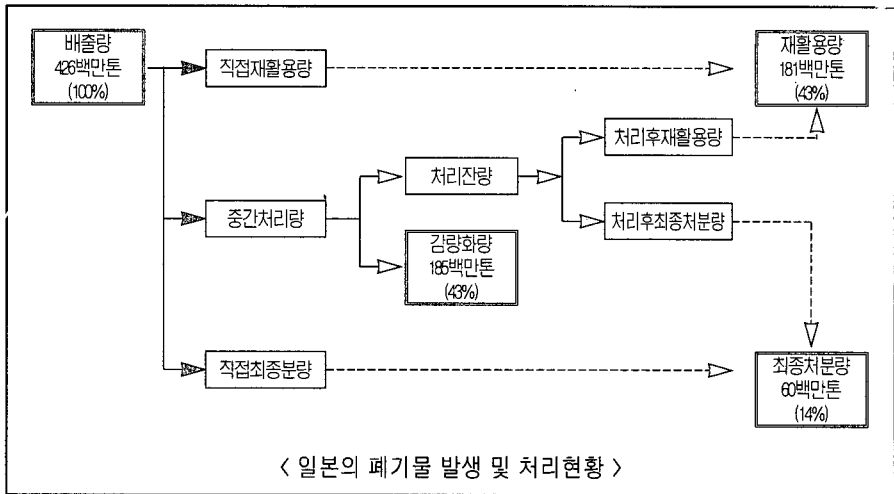 배출량
426백만톤
(100%)
직접재활용량
재활용량
181백만톤
(43%)
처리후재활용량
처리잔량
중간처리량
처리후최종처분량
감량화량
185백만톤
(43%)
직접최종분량
최종처분량
60백만톤
(14%)
< 일본의 폐기물 발생 및 처리현황 >